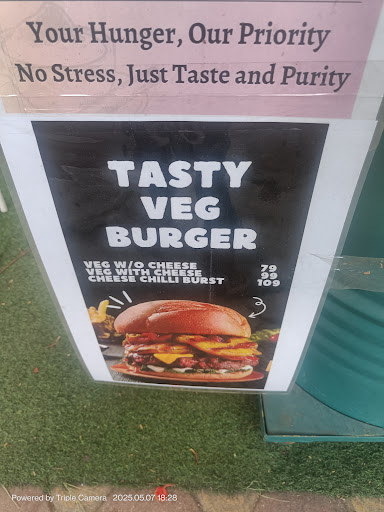 Your Hunger, Our Priority
No Stress, Just Taste and Purity
TASTY
VEG
BURGER
VEG W/O CHEESE 79
VEG WITH CHEESE 99
CHEESE CHILLI BURST 109
Powered by Triple Camera 2025.05.07 18:28